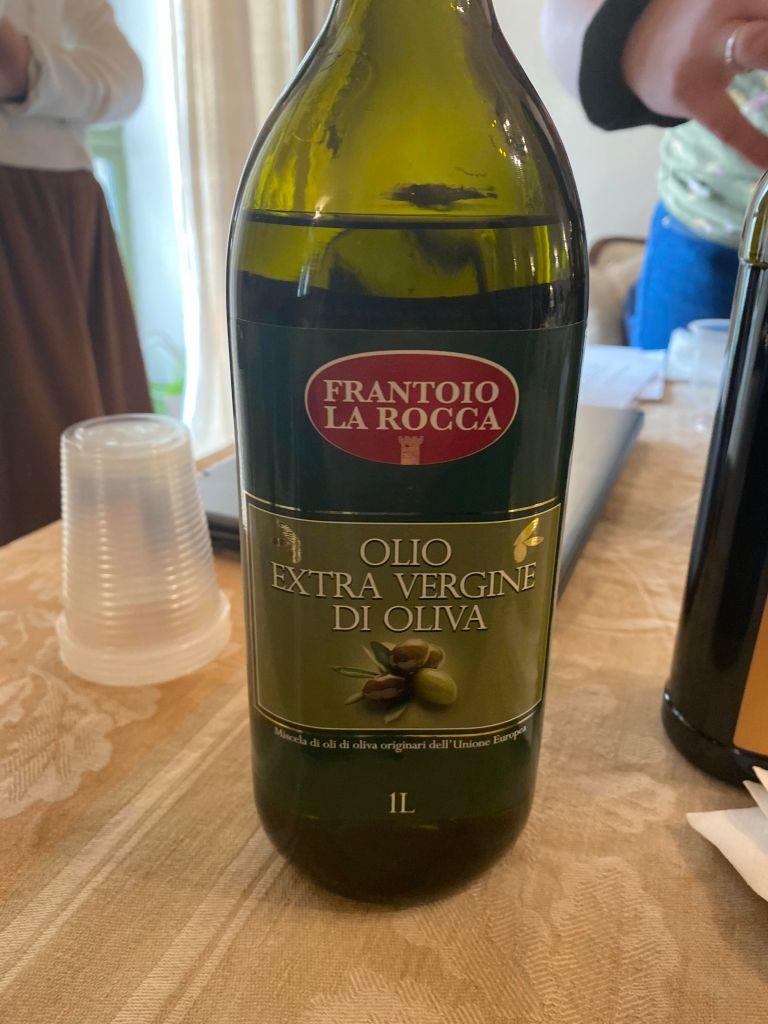 FRANTOIO
LA ROCCA
OLIO
EXTRA VERGINE
DI OLIVA
Miscela di oli di oliva originari dell'Unione Europea
1L